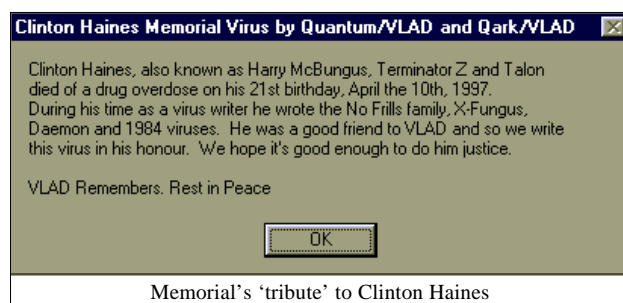 Clinton Haines Memorial Virus by Quantum/VLAD and Qark/VLAD
Clinton Haines, also known as Harry McBungus, Terminator Z and Talon
died of a drug overdose on his 21st birthday, April the 10th, 1997.
During his time as a virus writer he wrote the No Frills family, X-Fungus,
Daemon and 1984 viruses.  He was a good friend to VLAD and so we write
this virus in his honour.  We hope it's good enough to do him justice.
VLAD Remembers. Rest in Peace
OK
Memorial's ‘tribute’ to Clinton Haines